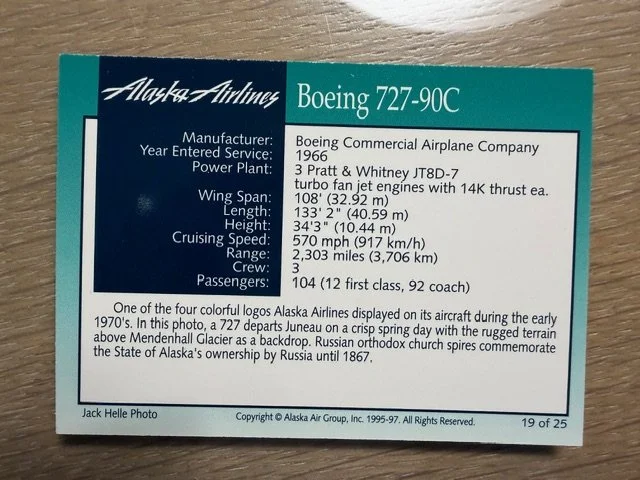 Alaska Airlines
Boeing 727-90C
Manufacturer: Boeing Commercial Airplane Company
Year Entered Service: 1966
Power Plant: 3 Pratt & Whitney JT8D-7
turbo fan jet engines with 14K thrust ea.
Wing Span: 108' (32.92 m)
Length: 133' 2" (40.59 m)
Height: 34'3" (10.44 m)
Cruising Speed: 570 mph (917 km/h)
Range: 2,303 miles (3,706 km)
Crew: 3
Passengers: 104 (12 first class, 92 coach)
One of the four colorful logos Alaska Airlines displayed on its aircraft during the early
1970's. In this photo, a 727 departs Juneau on a crisp spring day with the rugged terrain
above Mendenhall Glacier as a backdrop. Russian orthodox church spires commemorate
the State of Alaska's ownership by Russia until 1867.
Jack Helle Photo
Copyright © Alaska Air Group, Inc. 1995-97. All Rights Reserved.
19 of 25